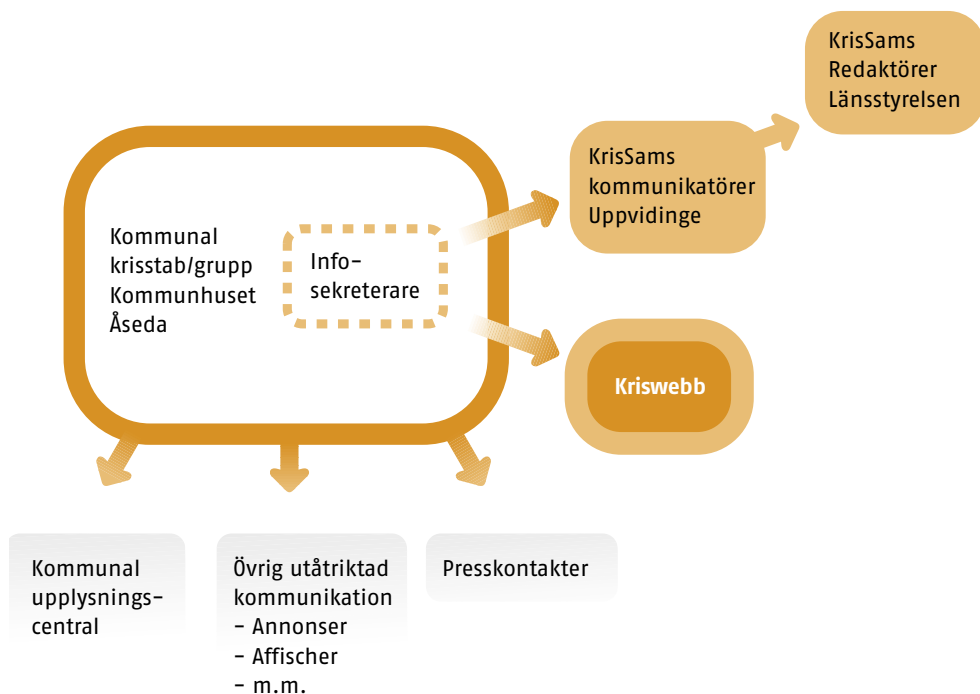 KrisSams
Redaktörer
Länsstyrelsen
KrisSams
kommunikatörer
Uppvidinge
Kommunal
krisstab/grupp
Kommunhuset
Åseda
Info-
sekreterare
Kriswebb
Kommunal
upplysnings-
central
Övrig utåtriktad
kommunikation
- Annonser
- Affischer
- m.m.
Presskontakter